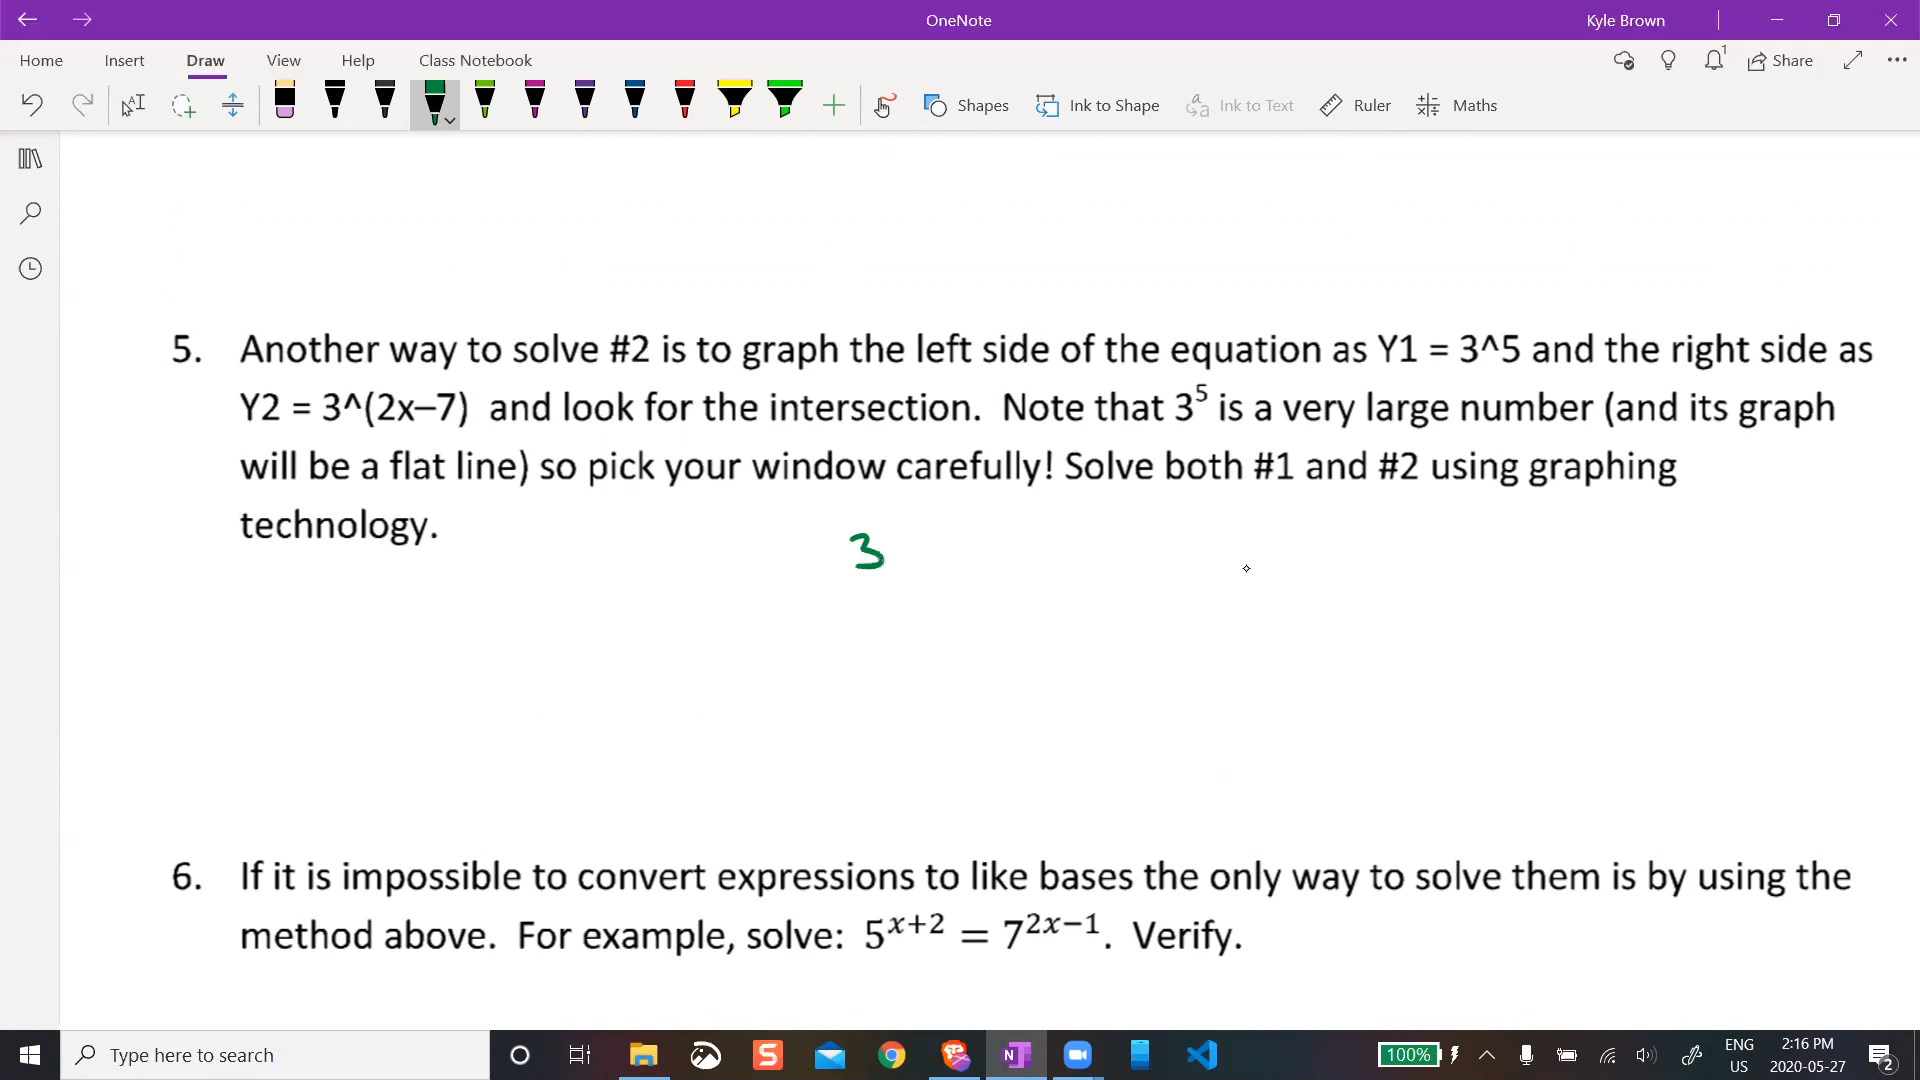 OneNote
Kyle Brown
Home Insert Draw View Help Class Notebook
1
Share
Shapes Ink to Shape Ink to Text Ruler Maths
5. Another way to solve #2 is to graph the left side of the equation as Y1 = 3^5 and the right side as
Y2 = 3^(2x–7) and look for the intersection. Note that 3⁵ is a very large number (and its graph
will be a flat line) so pick your window carefully! Solve both #1 and #2 using graphing
technology.
3
6. If it is impossible to convert expressions to like bases the only way to solve them is by using the
method above. For example, solve: 5ˣ⁺² = 7²ˣ⁻¹. Verify.
Type here to search
100%
ENG
US
2:16 PM
2020-05-27
2